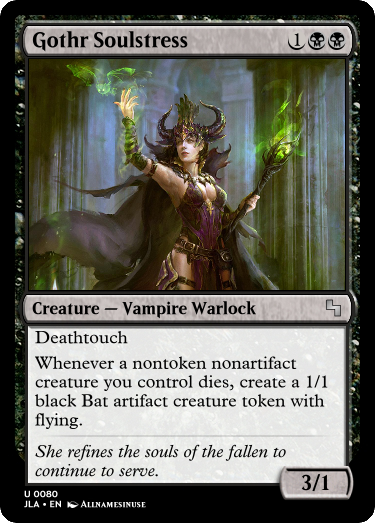 Gothr Soulstress 1
Creature — Vampire Warlock
Deathtouch
Whenever a nontoken nonartifact
creature you control dies, create a 1/1
black Bat artifact creature token with
flying.
She refines the souls of the fallen to
continue to serve.
3/1
U 0080
JLA • EN ALLNAMESINUSE